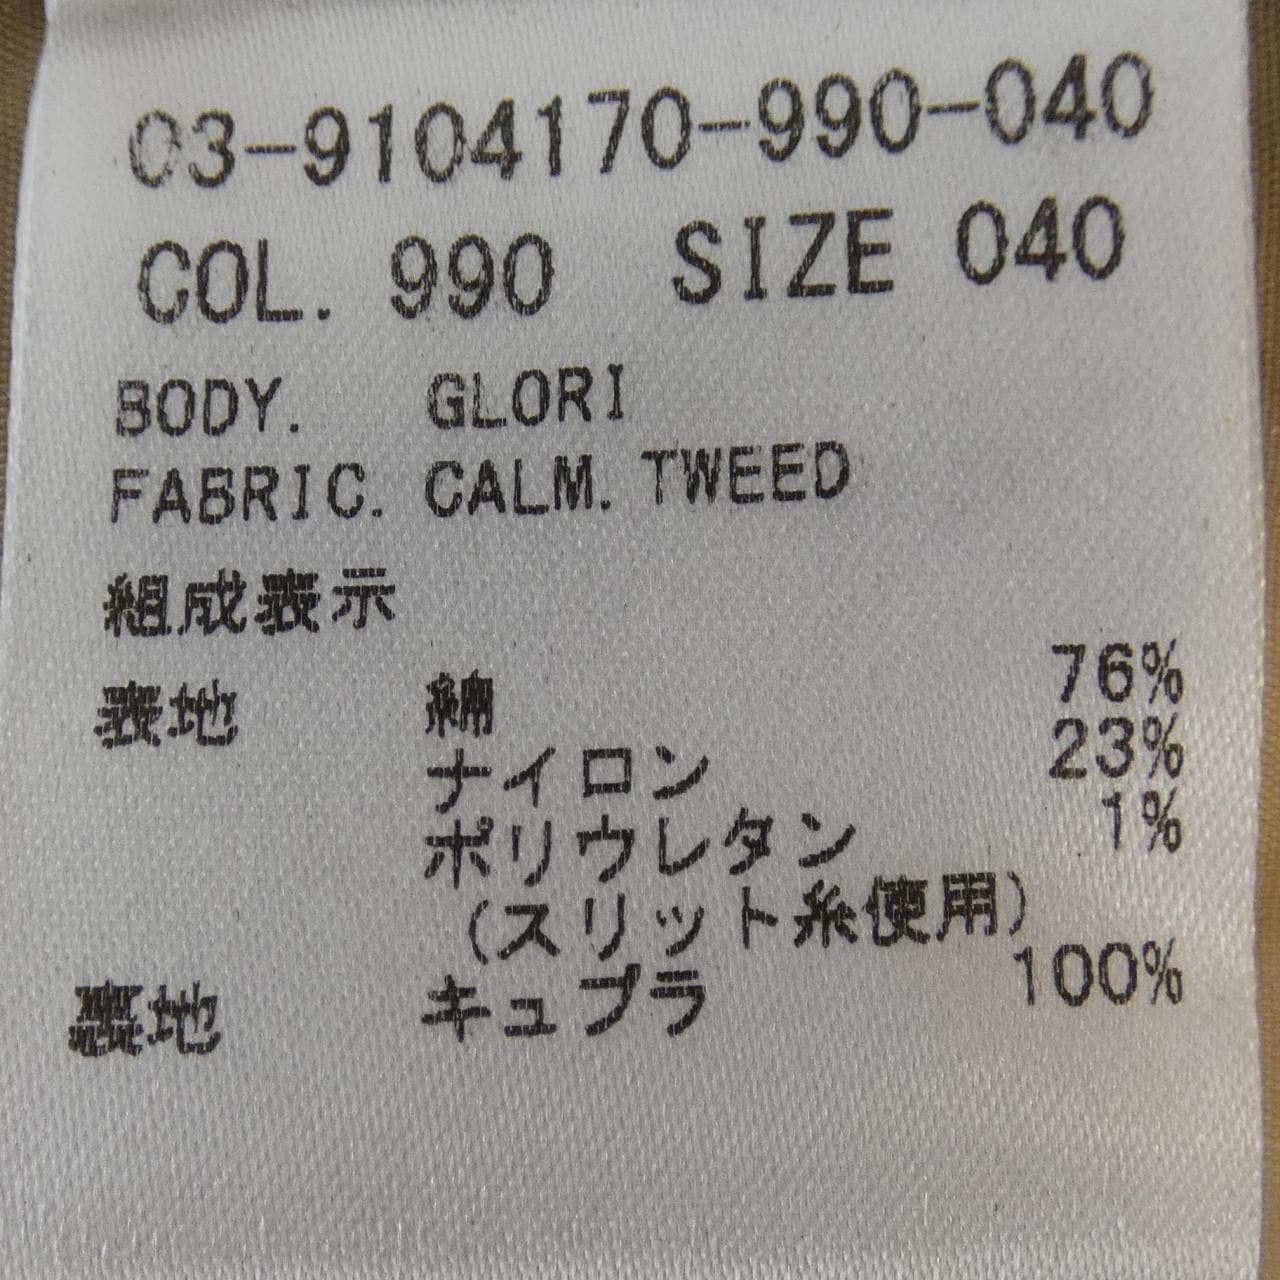 03-9104170-990-040
COL. 990 SIZE 040
BODY. GLORI
FABRIC. CALM. TWEED
組成表示
表地 綿 76%
ナイロン 23%
ポリウレタン 1%
(スリット糸使用)
裏地 キュプラ 100%